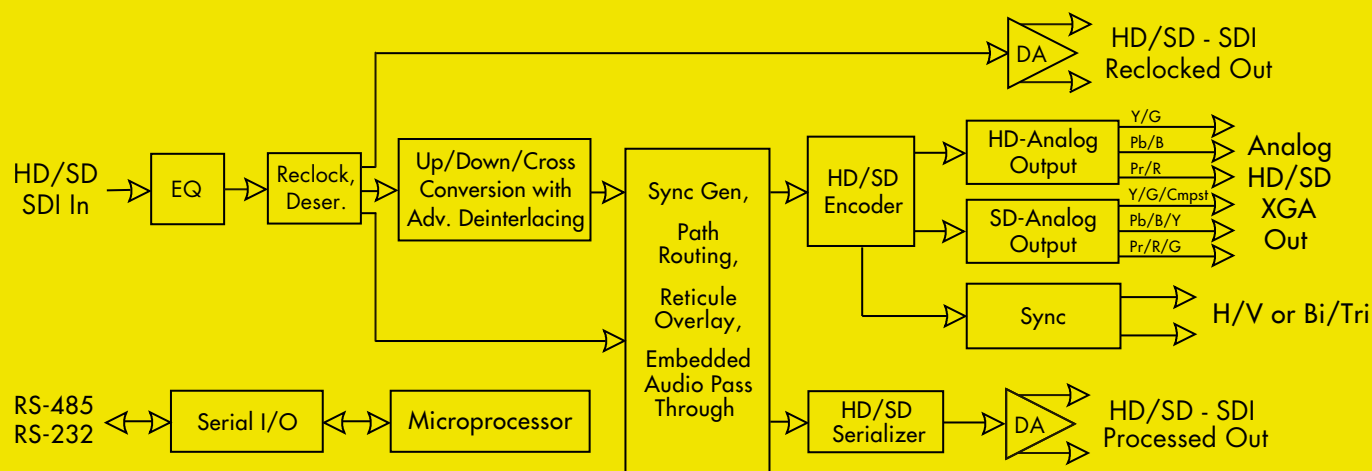 DA
HD/SD - SDI
Reclocked Out
HD/SD
SDI In
EQ
Reclock,
Deser.
Up/Down/Cross
Conversion with
Adv. Deinterlacing
Sync Gen,
Path
Routing,
Reticule
Overlay,
Embedded
Audio Pass
Through
HD/SD
Encoder
HD-Analog
Output
Y/G
Pb/B
Pr/R
SD-Analog
Output
Y/G/Cmpst
Pb/B/Y
Pr/R/G
Analog
HD/SD
XGA
Out
Sync
H/V or Bi/Tri
RS-485
RS-232
Serial I/O
Microprocessor
HD/SD
Serializer
DA
HD/SD - SDI
Processed Out